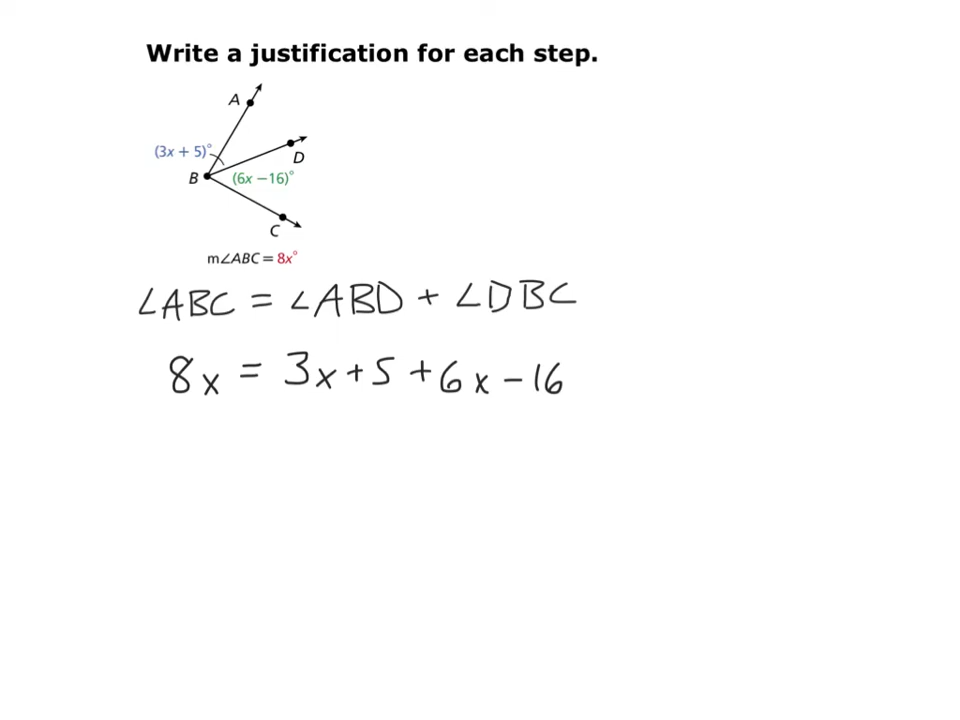 Write a justification for each step.
A
(3x + 5)°
D
B
(6x −16)°
C
m∠ABC = 8x°
∠ABC = ∠ABD + ∠DBC
8x = 3x+5 +6x −16